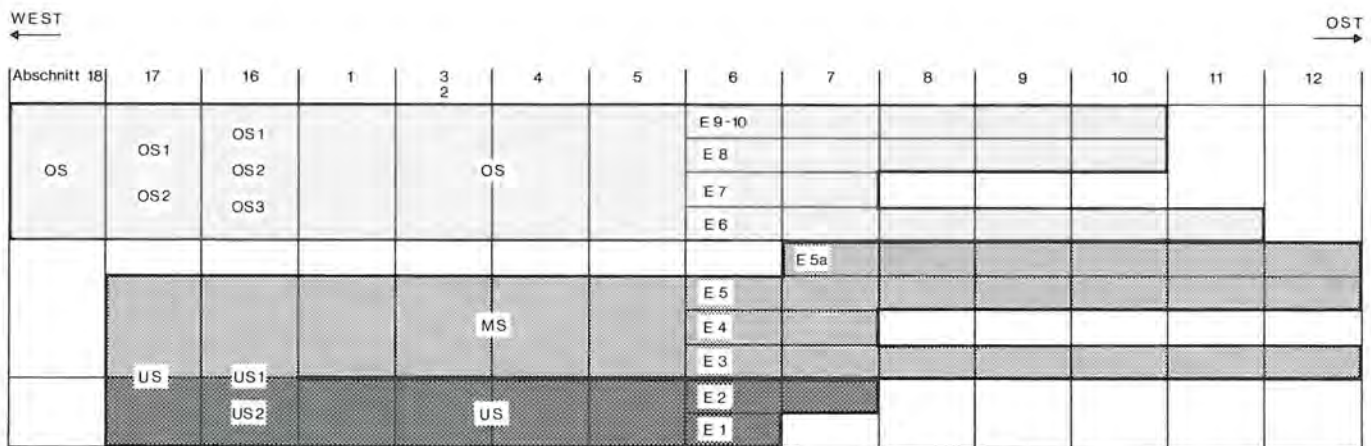 WEST OST
Abschnitt 18 17 16 1 3 4 5 6 7 8 9 10 11 12
2
E 9-10
OS1 OS1
E 8
OS OS2 OS
OS2 E 7
OS3 E 6
E 5a
E 5
MS E 4
E 3
US US1
E 2
US2 US
E 1